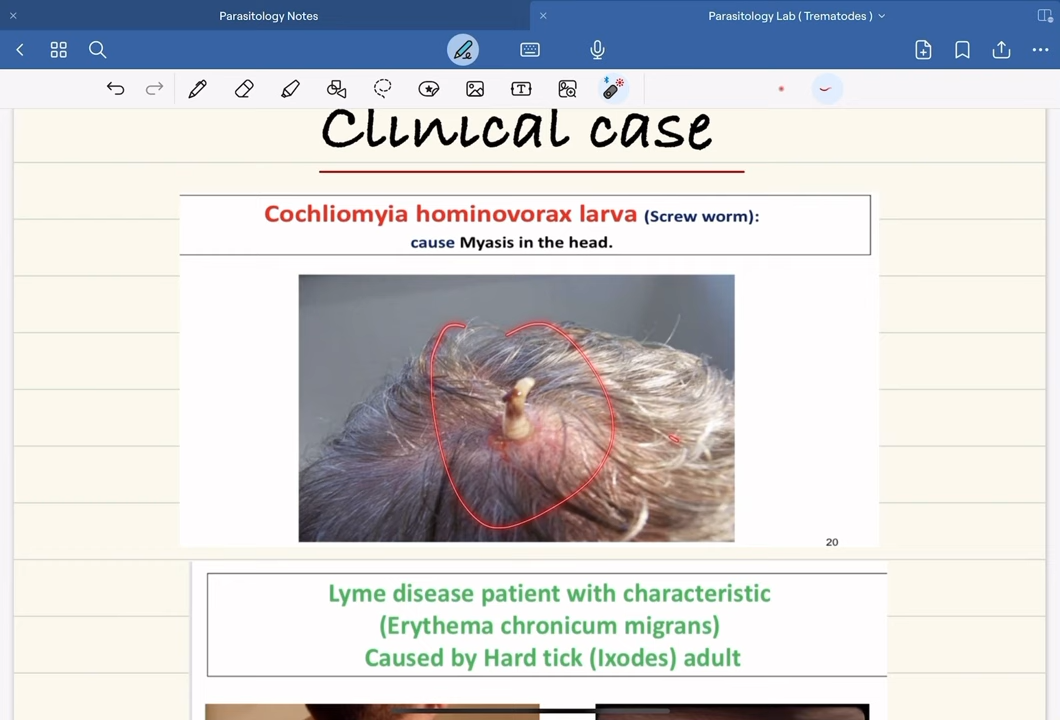 Parasitology Notes
Parasitology Lab ( Trematodes )
Clinical case
Cochliomyia hominovorax larva (Screw worm):
cause Myasis in the head.
20
Lyme disease patient with characteristic
(Erythema chronicum migrans)
Caused by Hard tick (Ixodes) adult